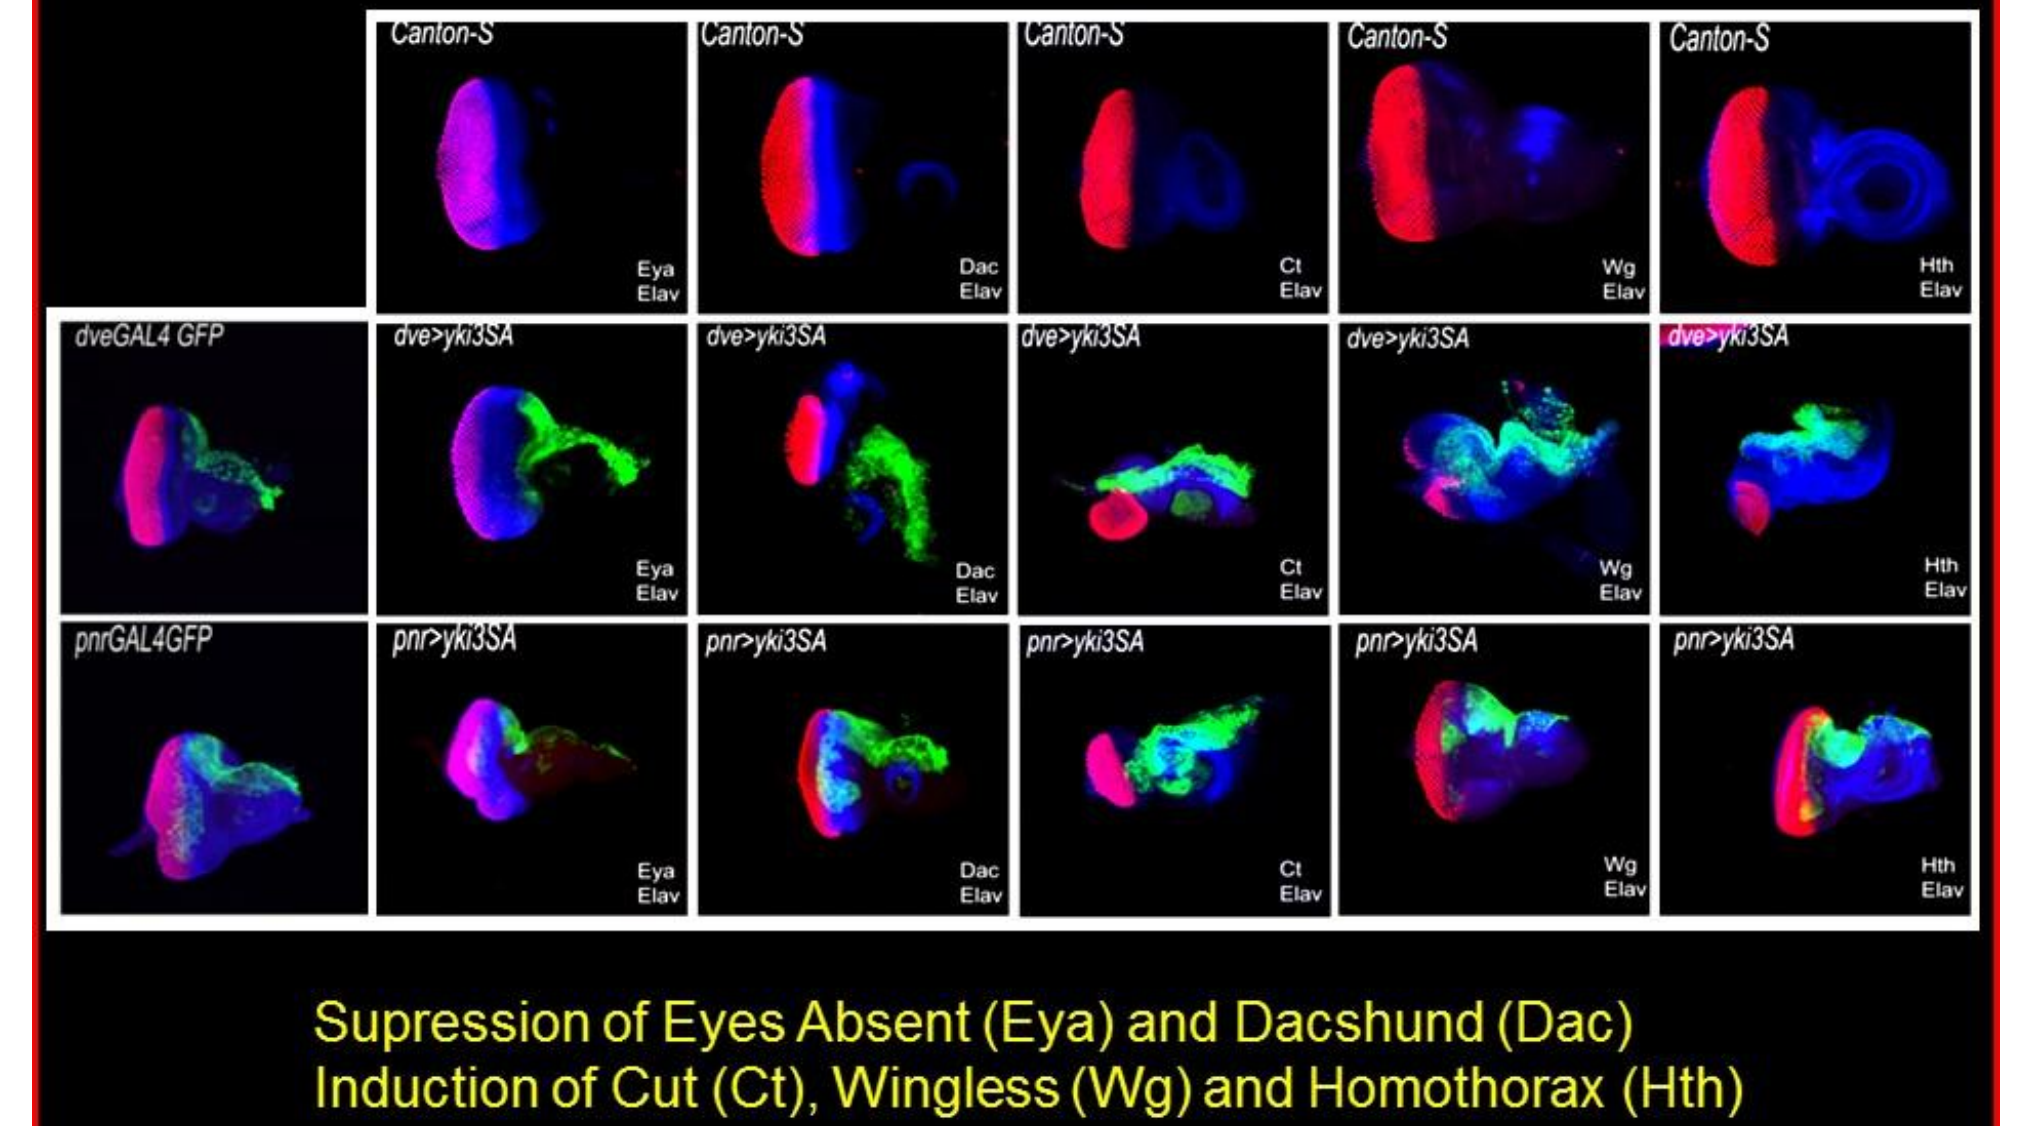 Canton-S
Canton-S
Canton-S
Canton-S
Canton-S
Eya
Elav
Dac
Elav
Ct
Elav
Wg
Elav
Hth
Elav
dveGAL4 GFP
dve>yki3SA
dve>yki3SA
dve>yki3SA
dve>yki3SA
dve>yki3SA
Eya
Elav
Dac
Elav
Ct
Elav
Wg
Elav
Hth
Elav
pnrGAL4GFP
pnr>yki3SA
pnr>yki3SA
pnr>yki3SA
pnr>yki3SA
pnr>yki3SA
Eya
Elav
Dac
Elav
Ct
Elav
Wg
Elav
Hth
Elav
Supression of Eyes Absent (Eya) and Dacshund (Dac)
Induction of Cut (Ct), Wingless (Wg) and Homothorax (Hth)